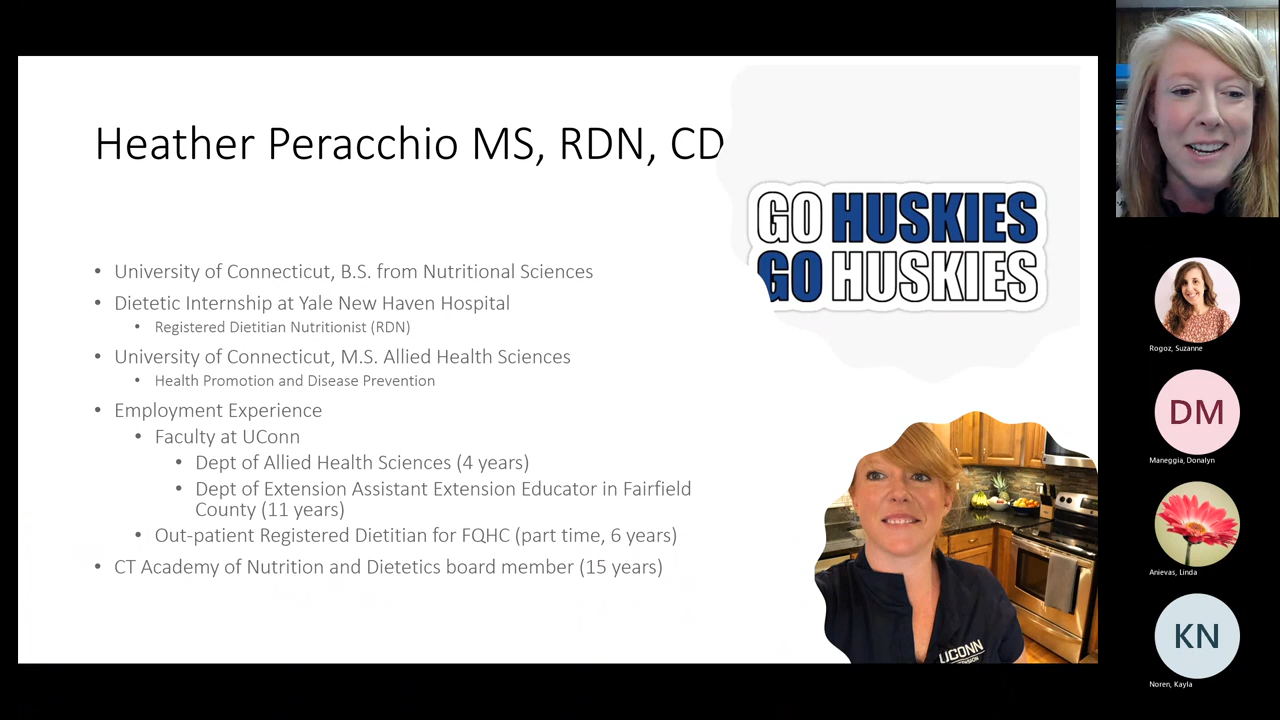 Heather Peracchio MS, RDN, CD
GO HUSKIES
GO HUSKIES
• University of Connecticut, B.S. from Nutritional Sciences
• Dietetic Internship at Yale New Haven Hospital
• Registered Dietitian Nutritionist (RDN)
• University of Connecticut, M.S. Allied Health Sciences
• Health Promotion and Disease Prevention
• Employment Experience
• Faculty at UConn
• Dept of Allied Health Sciences (4 years)
• Dept of Extension Assistant Extension Educator in Fairfield
County (11 years)
• Out-patient Registered Dietitian for FQHC (part time, 6 years)
• CT Academy of Nutrition and Dietetics board member (15 years)
UCONN
Rogoz, Suzanne
DM
Maneggia, Donalyn
Anievas, Linda
KN
Noren, Kayla